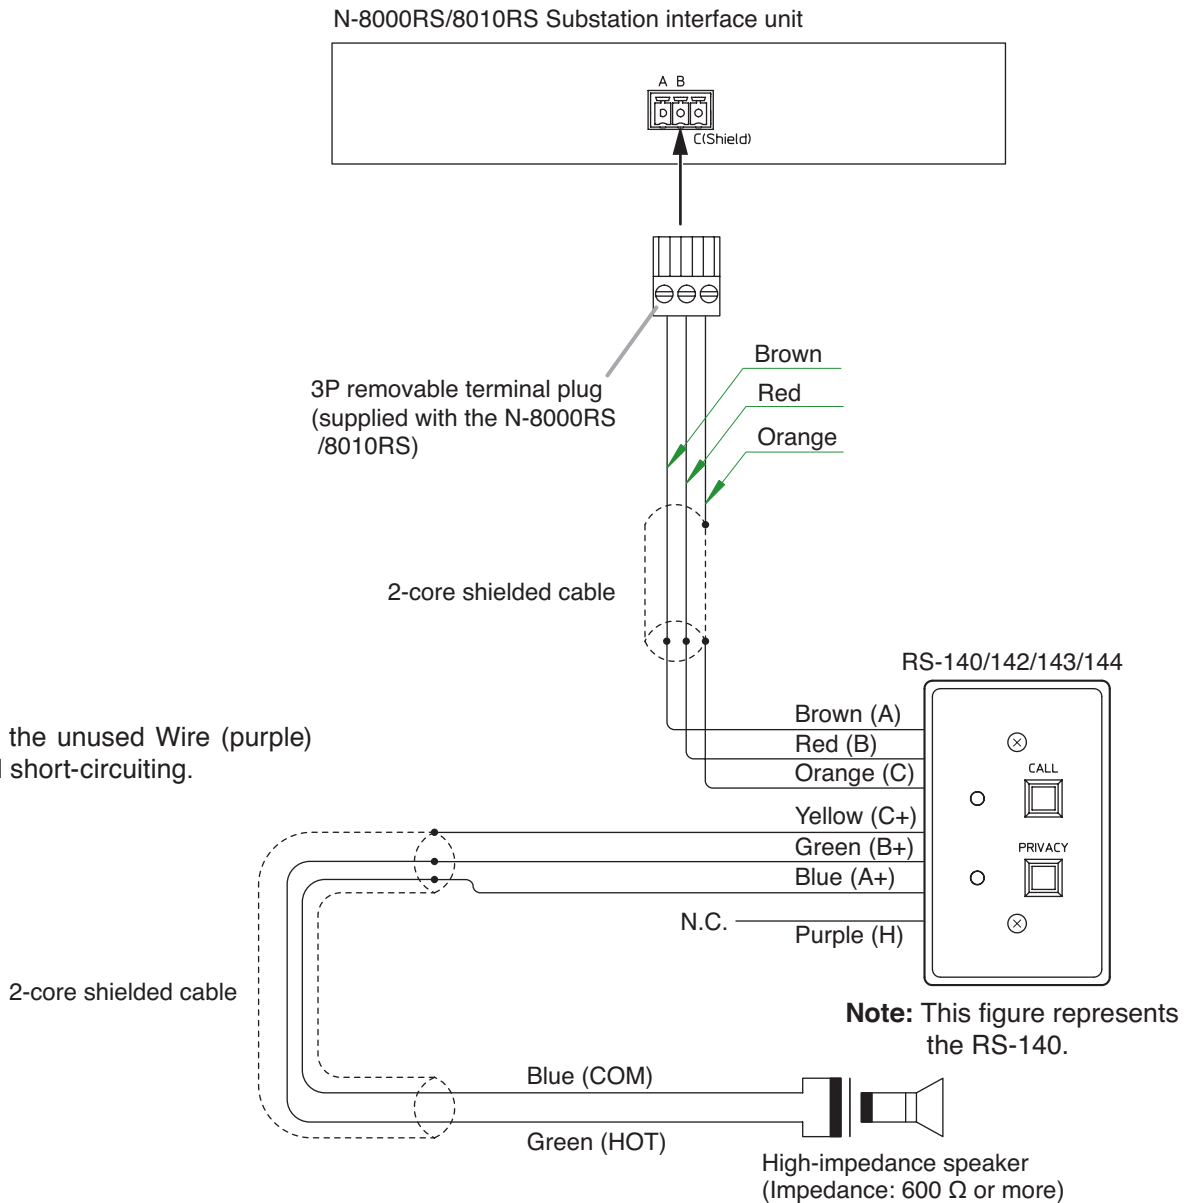 N-8000RS/8010RS Substation interface unit
A B
C(Shield)
3P removable terminal plug
(supplied with the N-8000RS
/8010RS)
Brown
Red
Orange
2-core shielded cable
RS-140/142/143/144
the unused Wire (purple)
short-circuiting.
Brown (A)
Red (B)
Orange (C)
Yellow (C+)
Green (B+)
Blue (A+)
N.C.
Purple (H)
CALL
PRIVACY
2-core shielded cable
Note: This figure represents
the RS-140.
Blue (COM)
Green (HOT)
High-impedance speaker
(Impedance: 600 Ω or more)